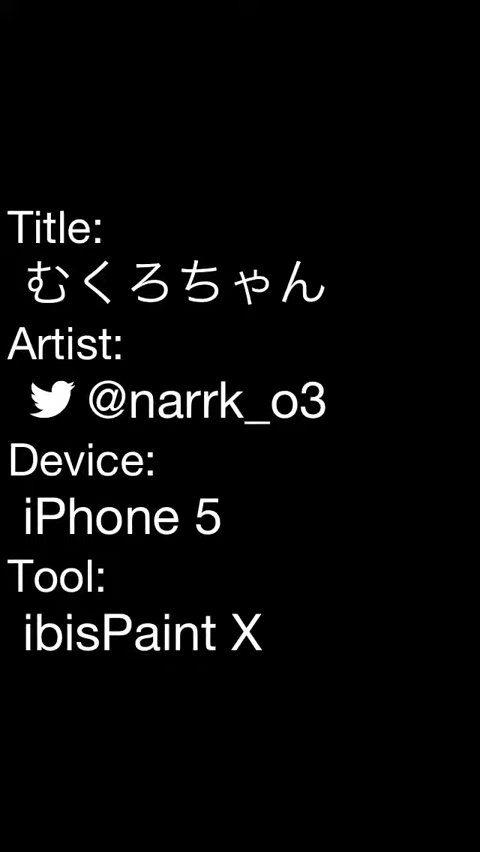 Title:
むくろちゃん
Artist:
@narrk_o3
Device:
iPhone 5
Tool:
ibisPaint X